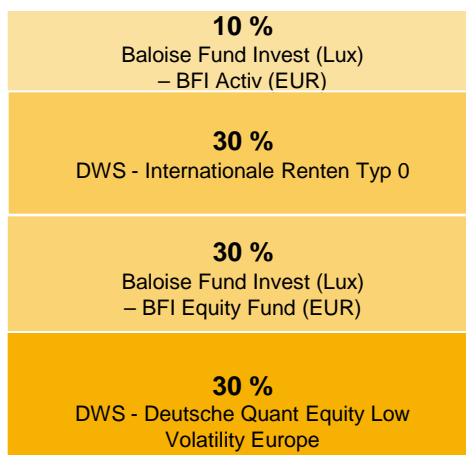 10 %
Baloise Fund Invest (Lux)
– BFI Activ (EUR)
30 %
DWS - Internationale Renten Typ 0
30 %
Baloise Fund Invest (Lux)
– BFI Equity Fund (EUR)
30 %
DWS - Deutsche Quant Equity Low
Volatility Europe